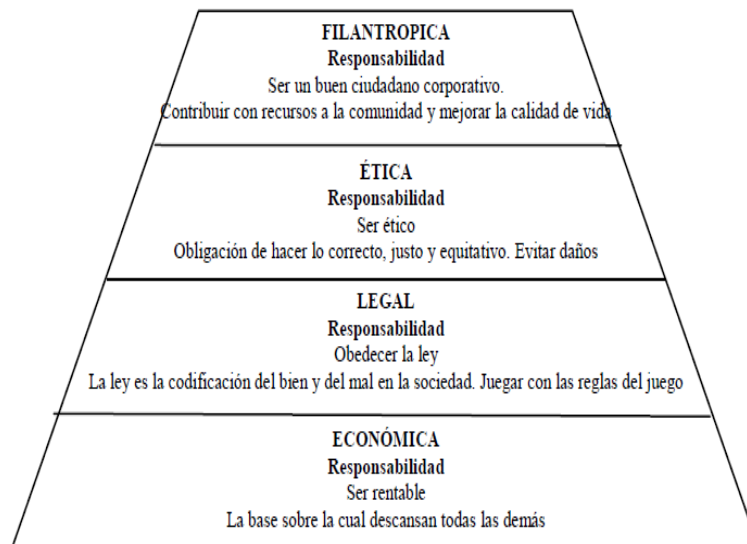 FILANTROPICA
Responsabilidad
Ser un buen ciudadano corporativo.
Contribuir con recursos a la comunidad y mejorar la calidad de vida
ÉTICA
Responsabilidad
Ser ético
Obligación de hacer lo correcto, justo y equitativo. Evitar daños
LEGAL
Responsabilidad
Obedecer la ley
La ley es la codificación del bien y del mal en la sociedad. Juegar con las reglas del juego
ECONÓMICA
Responsabilidad
Ser rentable
La base sobre la cual descansan todas las demás